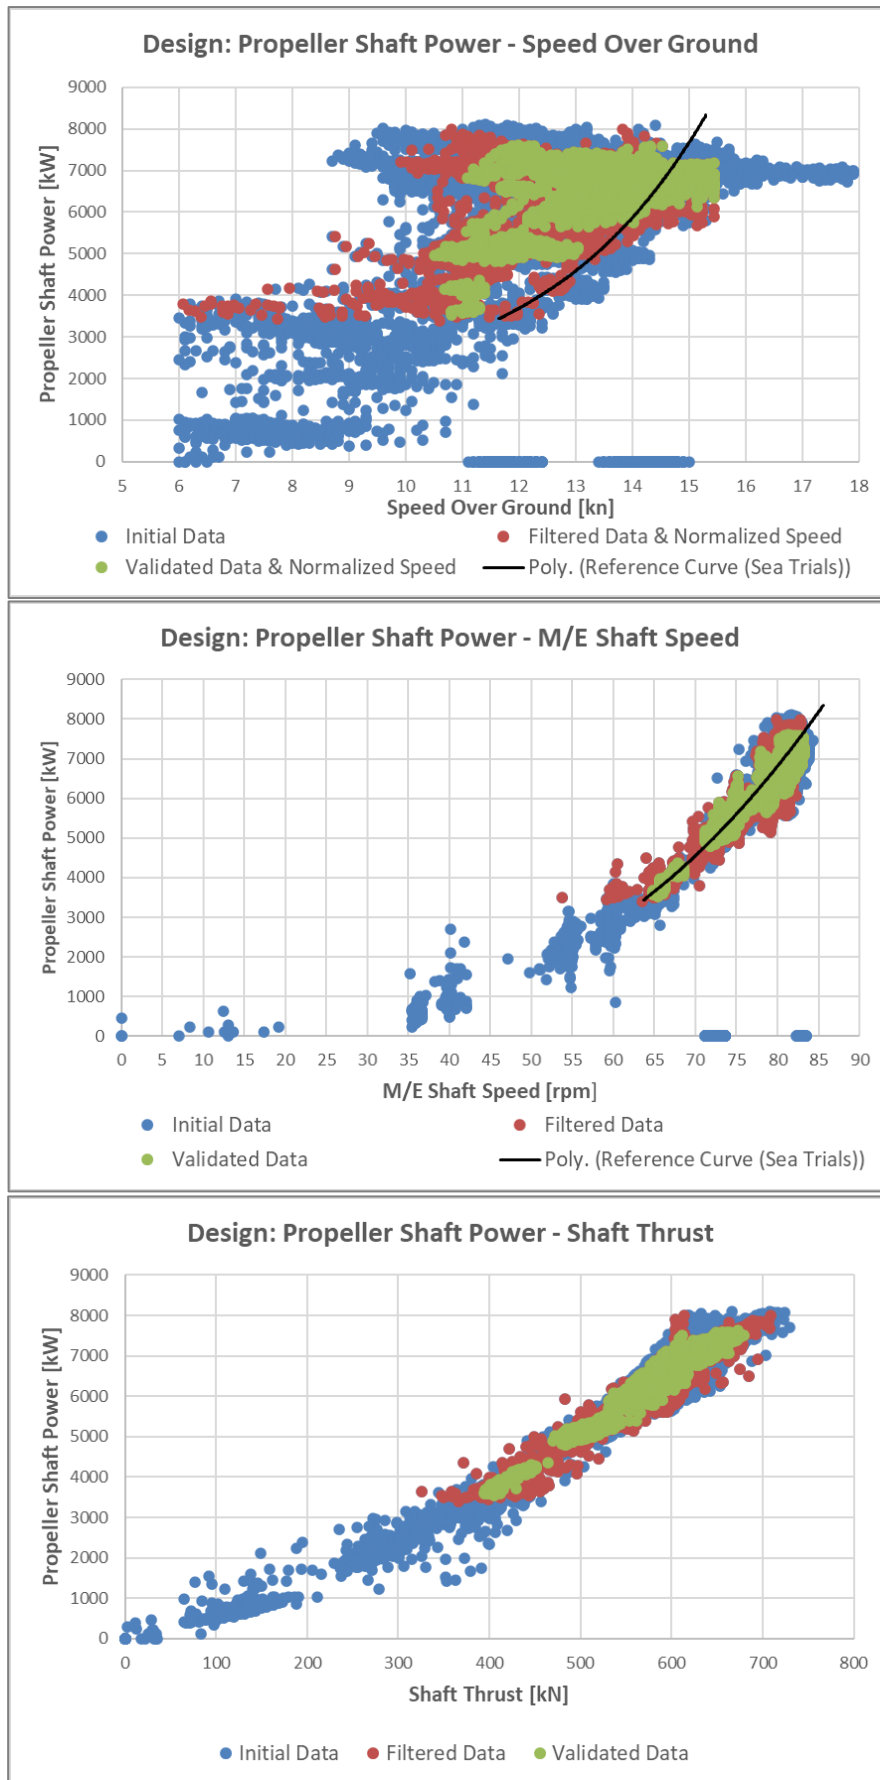 Design: Propeller Shaft Power - Speed Over Ground
Propeller Shaft Power [kW]
9000
8000
7000
6000
5000
4000
3000
2000
1000
0
5 6 7 8 9 10 11 12 13 14 15 16 17 18
Speed Over Ground [kn]
Initial Data Filtered Data & Normalized Speed
Validated Data & Normalized Speed Poly. (Reference Curve (Sea Trials))
Design: Propeller Shaft Power - M/E Shaft Speed
Propeller Shaft Power [kW]
9000
8000
7000
6000
5000
4000
3000
2000
1000
0
0 5 10 15 20 25 30 35 40 45 50 55 60 65 70 75 80 85 90
M/E Shaft Speed [rpm]
Initial Data Filtered Data
Validated Data Poly. (Reference Curve (Sea Trials))
Design: Propeller Shaft Power - Shaft Thrust
Propeller Shaft Power [kW]
9000
8000
7000
6000
5000
4000
3000
2000
1000
0
0 100 200 300 400 500 600 700 800
Shaft Thrust [kN]
Initial Data Filtered Data Validated Data